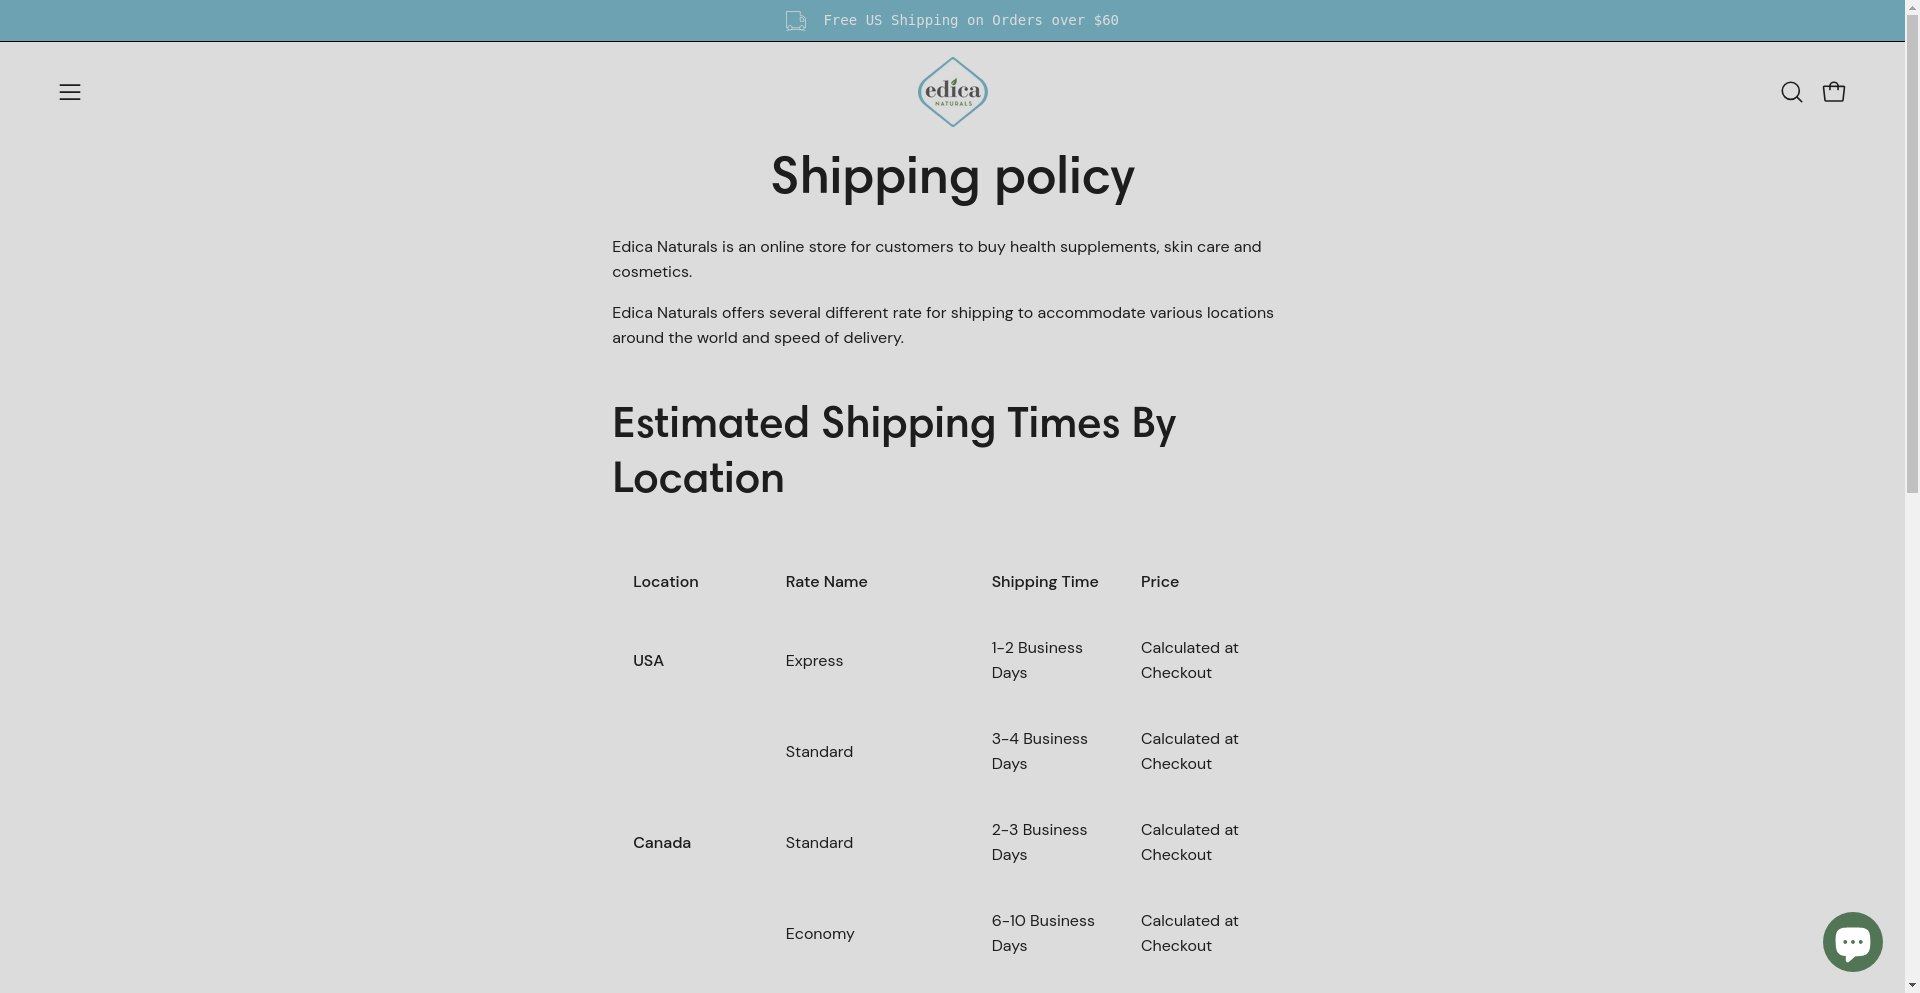 Free US Shipping on Orders over $60
edica
NATURALS
Shipping policy
Edica Naturals is an online store for customers to buy health supplements, skin care and
cosmetics.
Edica Naturals offers several different rate for shipping to accommodate various locations
around the world and speed of delivery.
Estimated Shipping Times By
Location
Location Rate Name Shipping Time Price
USA Express 1-2 Business Days Calculated at Checkout
Standard 3-4 Business Days Calculated at Checkout
Canada Standard 2-3 Business Days Calculated at Checkout
Economy 6-10 Business Days Calculated at Checkout